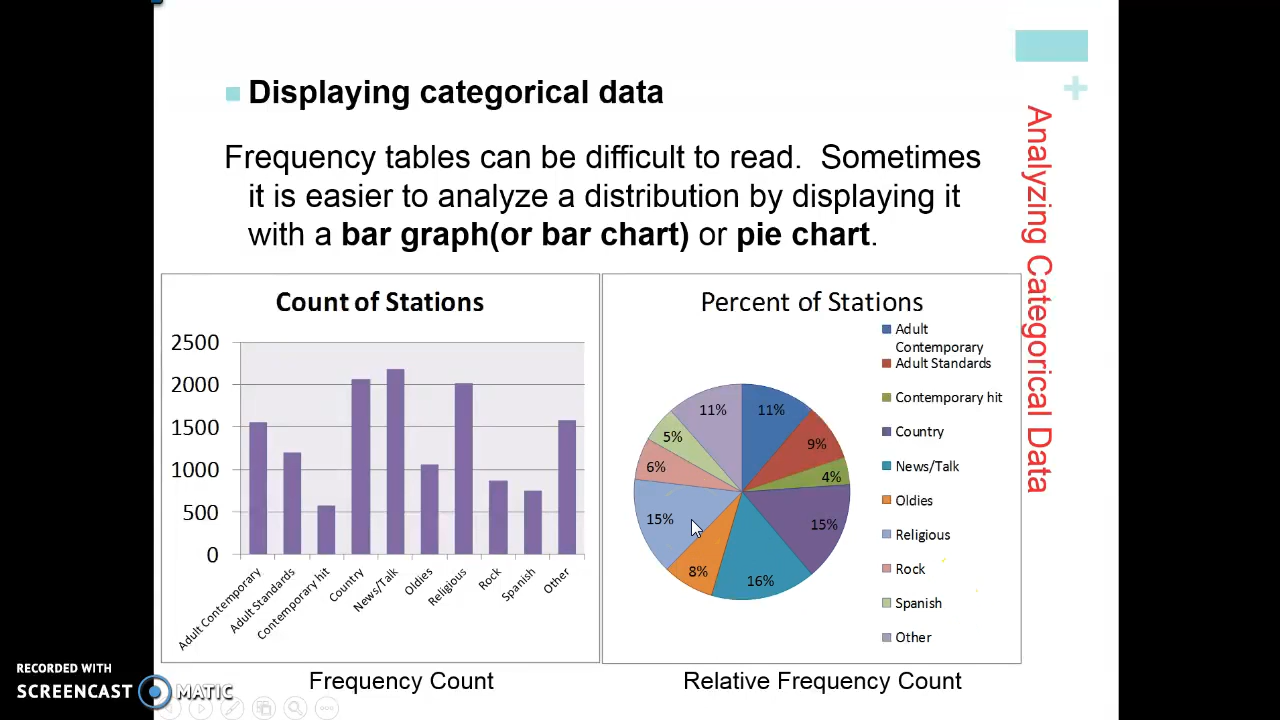 Displaying categorical data
Frequency tables can be difficult to read. Sometimes
it is easier to analyze a distribution by displaying it
with a bar graph(or bar chart) or pie chart.
Analyzing Categorical Data
Count of Stations
2500
2000
1500
1000
500
0
Adult Contemporary
Adult Standards
Contemporary hit
Country
News/Talk
Oldies
Religious
Rock
Spanish
Other
Frequency Count
Percent of Stations
11%
9%
4%
15%
16%
8%
15%
6%
5%
11%
Adult
Contemporary
Adult Standards
Contemporary hit
Country
News/Talk
Oldies
Religious
Rock
Spanish
Other
Relative Frequency Count
RECORDED WITH
SCREENCAST MATIC